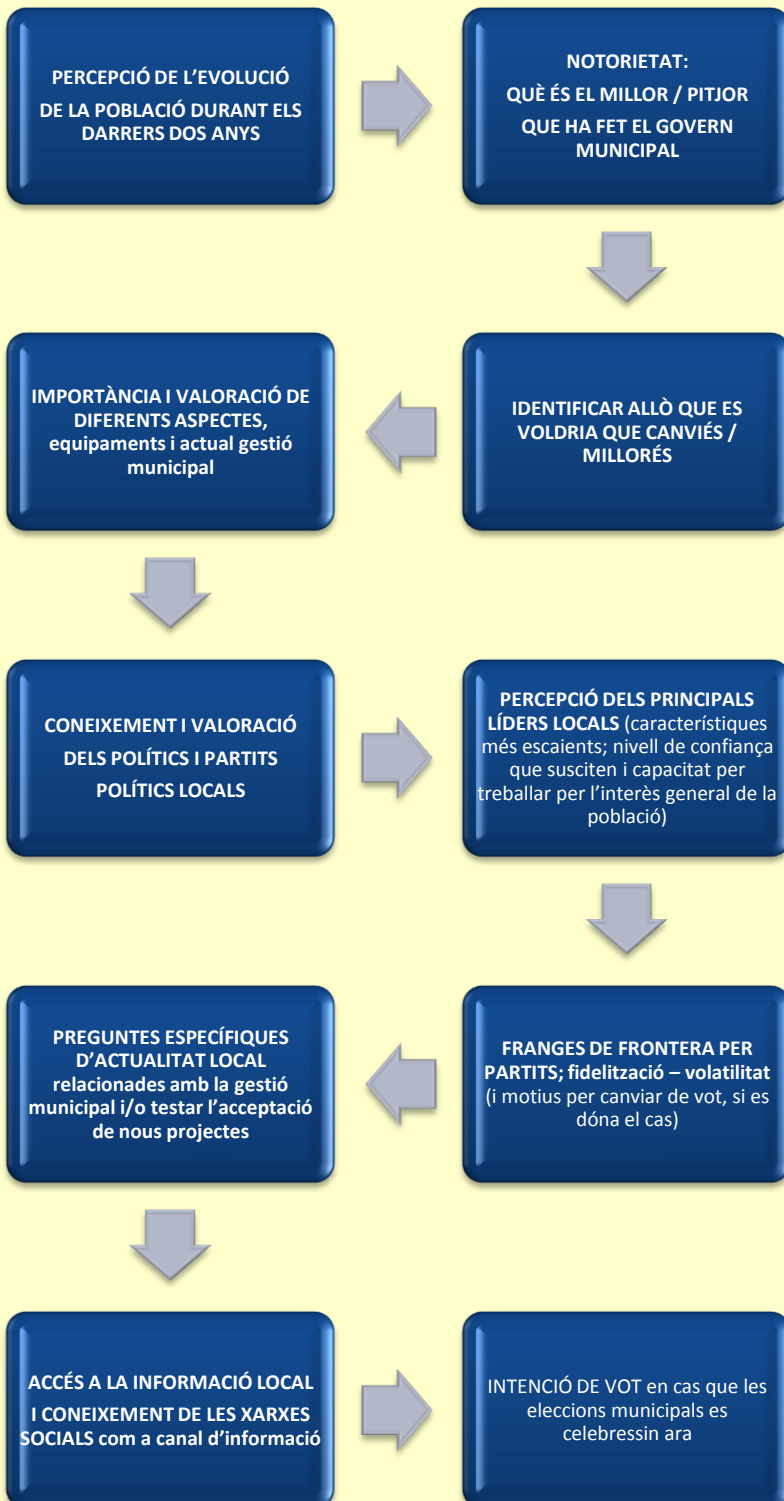 PERCEPCIÓ DE L'EVOLUCIÓ
DE LA POBLACIÓ DURANT ELS
DARRERS DOS ANYS
NOTORIETAT:
QUÈ ÉS EL MILLOR / PITJOR
QUE HA FET EL GOVERN
MUNICIPAL
IDENTIFICAR ALLÒ QUE ES
VOLDRIA QUE CANVIÉS /
MILLORÉS
IMPORTÀNCIA I VALORACIÓ DE
DIFERENTS ASPECTES,
equipaments i actual gestió
municipal
CONEIXEMENT I VALORACIÓ
DELS POLÍTICS I PARTITS
POLÍTICS LOCALS
PERCEPCIÓ DELS PRINCIPALS
LÍDERS LOCALS (característiques
més escaients; nivell de confiança
que susciten i capacitat per
treballar per l'interès general de la
població)
FRANGES DE FRONTERA PER
PARTITS; fidelització – volatilitat
(i motius per canviar de vot, si es
dóna el cas)
PREGUNTES ESPECÍFIQUES
D'ACTUALITAT LOCAL
relacionades amb la gestió
municipal i/o testar l'acceptació
de nous projectes
ACCÉS A LA INFORMACIÓ LOCAL
I CONEIXEMENT DE LES XARXES
SOCIALS com a canal d'informació
INTENCIÓ DE VOT en cas que les
eleccions municipals es
celebressin ara